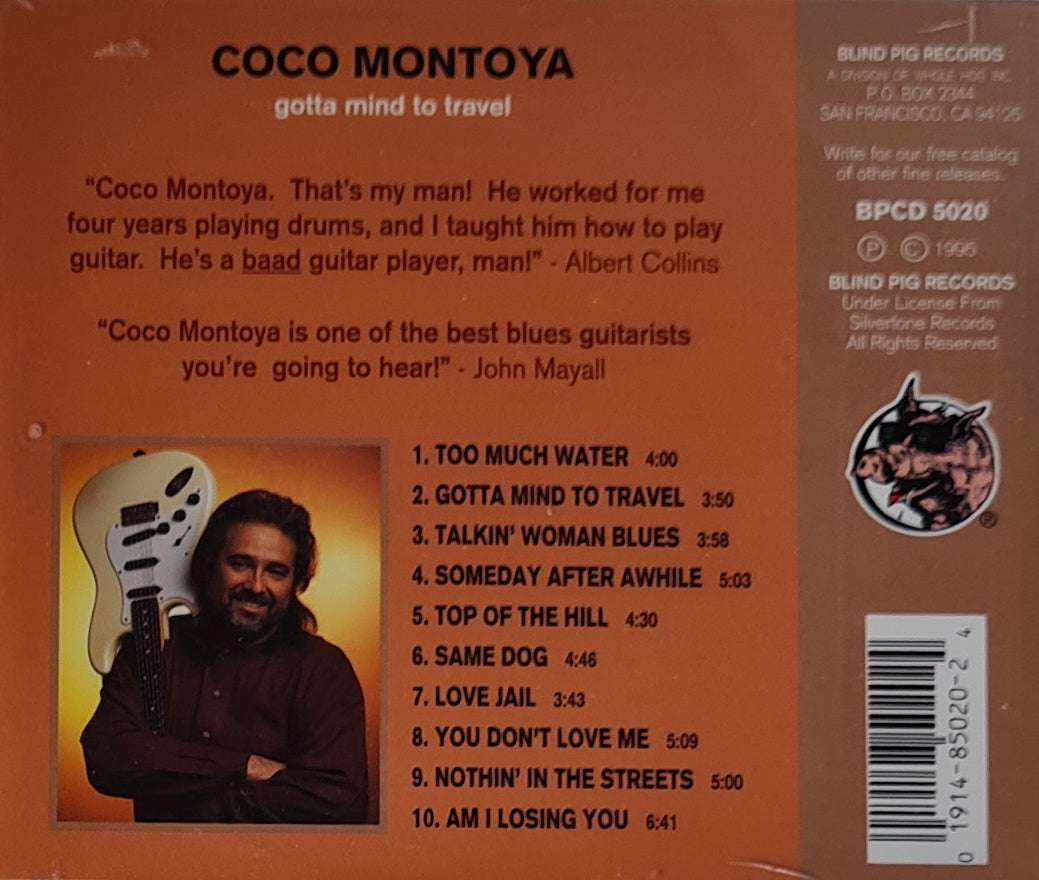 COCO MONTOYA
gotta mind to travel
“Coco Montoya.  That’s my man!  He worked for me
four years playing drums, and I taught him how to play
guitar.  He’s a baad guitar player, man!” - Albert Collins
“Coco Montoya is one of the best blues guitarists
you’re  going to hear!” - John Mayall
1. TOO MUCH WATER 4:00
2. GOTTA MIND TO TRAVEL 3:50
3. TALKIN’ WOMAN BLUES 3:58
4. SOMEDAY AFTER AWHILE 5:03
5. TOP OF THE HILL 4:30
6. SAME DOG 4:46
7. LOVE JAIL 3:43
8. YOU DON’T LOVE ME 5:09
9. NOTHIN’ IN THE STREETS 5:00
10. AM I LOSING YOU 6:41
BLIND PIG RECORDS
A DIVISION OF WHOLE HOG INC.
P.O. BOX 2344
SAN FRANCISCO, CA 94126
Write for our free catalog
of other fine releases.
BPCD 5020
℗ © 1995
BLIND PIG RECORDS
Under License From
Silvertone Records
All Rights Reserved
®
0 1914-85020-2 4